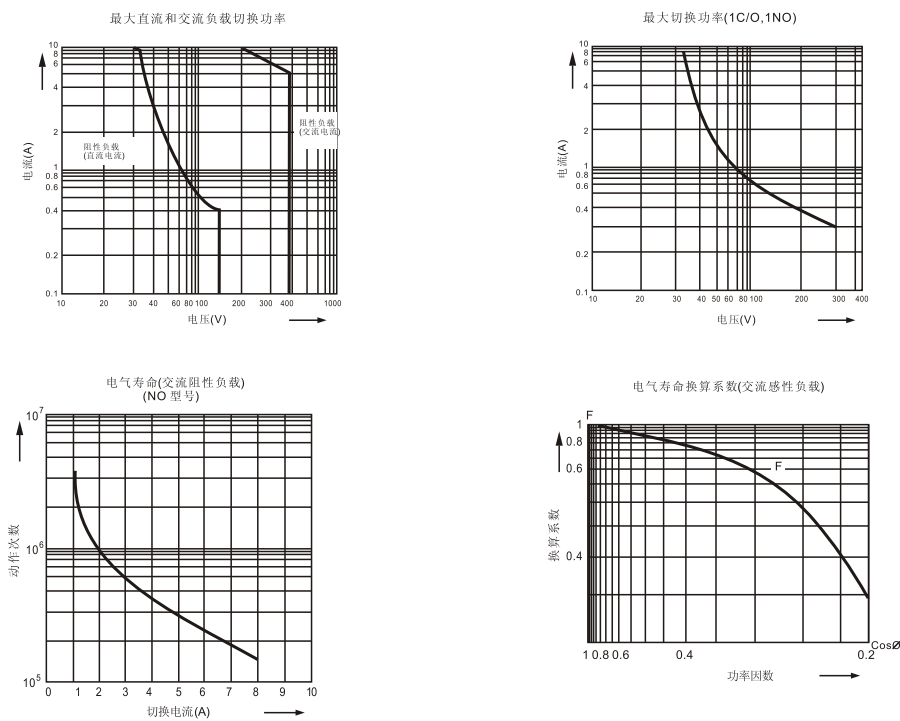 最大直流和交流负载切换功率
10
8
6
4
2
1
0.8
0.6
0.4
0.2
0.1
电流(A)
阻性负载
(直流电流)
阻性负载
(交流电流)
10 20 30 40 60 80 100 200 300 400 1000
电压(V)
最大切换功率(1C/O,1NO)
10
8
6
4
2
1
0.8
0.6
0.4
0.2
0.1
电流(A)
10 20 30 40 50 60 80 100 200 300 400
电压(V)
电气寿命(交流阻性负载)
(NO 型号)
10⁷
10⁶
10⁵
动作次数
0 1 2 3 4 5 6 7 8 9 10
切换电流(A)
电气寿命换算系数(交流感性负载)
F
1
0.8
0.6
0.4
换算系数
F
CosØ
1 0.8 0.6 0.4 0.2
功率因数